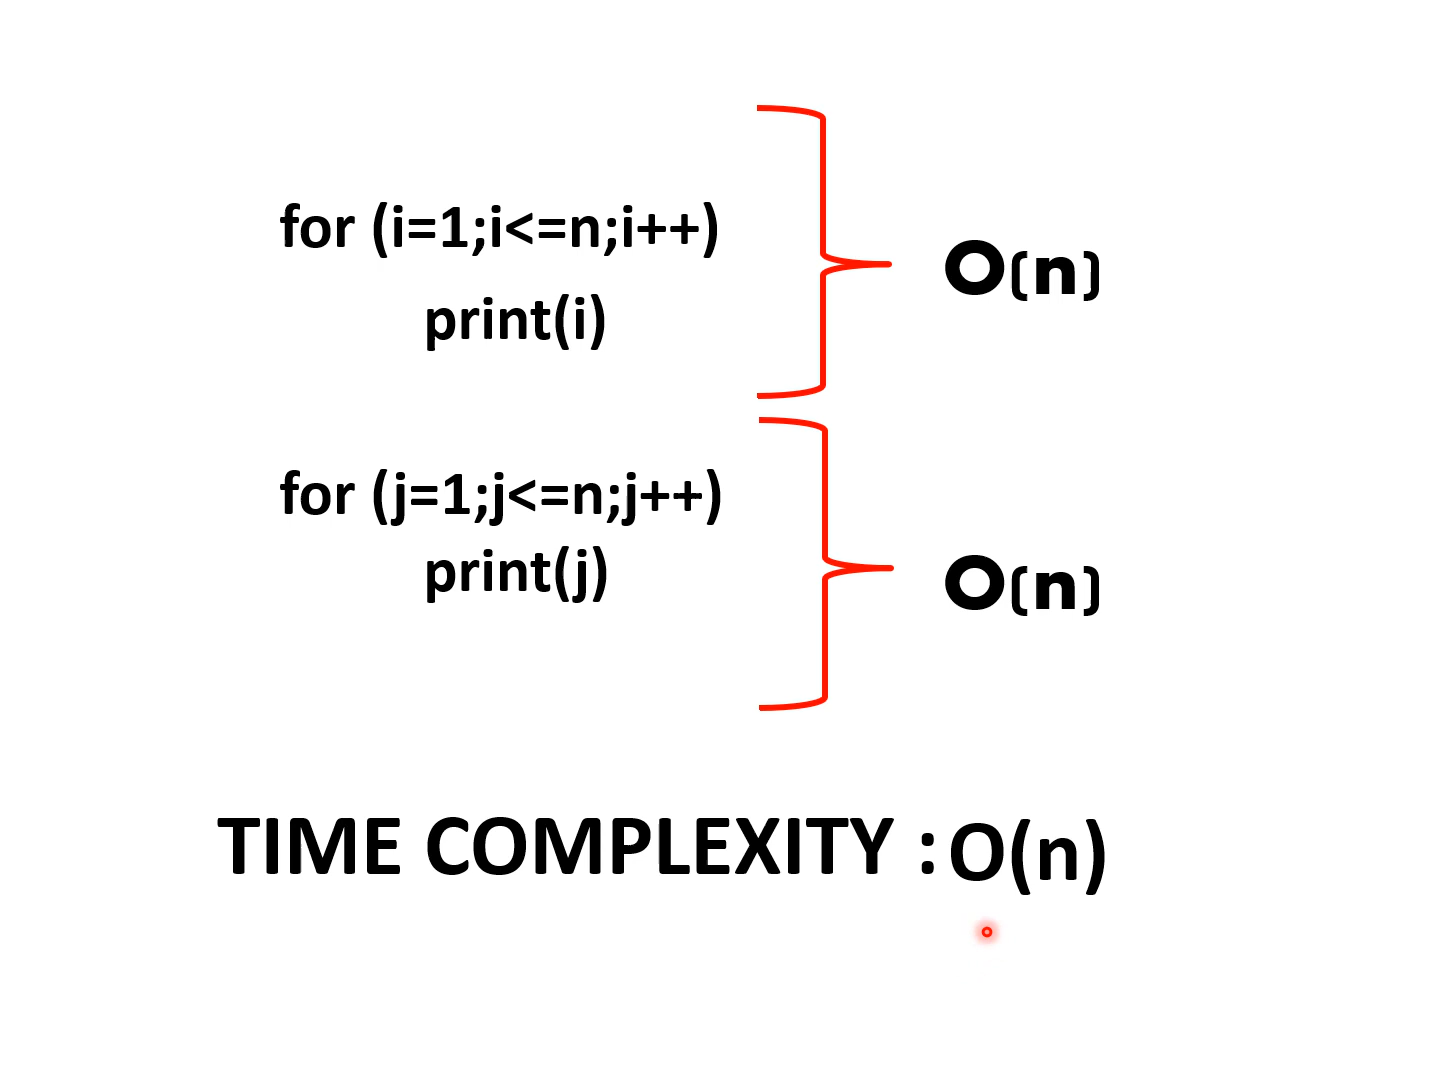 for (i=1;i<=n;i++)
print(i)
O(n)
for (j=1;j<=n;j++)
print(j)
O(n)
TIME COMPLEXITY : O(n)